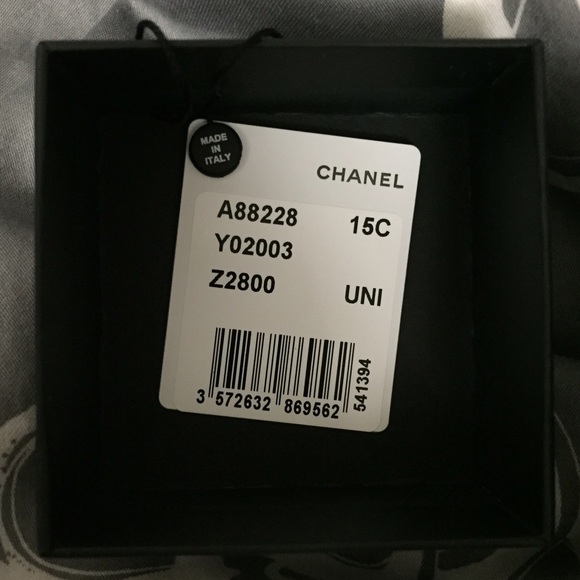 MADE
IN
ITALY
CHANEL
A88228 15C
Y02003
Z2800 UNI
3 572632 869562 541394